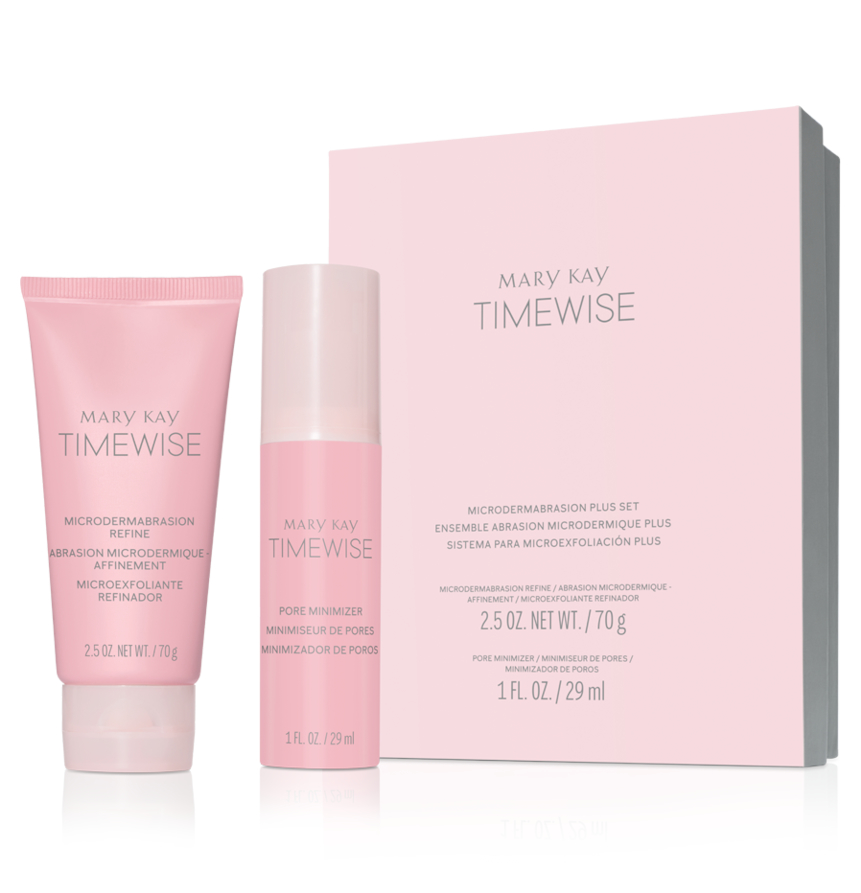 MARY KAY
TIMEWISE
MICRODERMABRASION
REFINE
ABRASION MICRODERMIQUE -
AFFINEMENT
MICROEXFOLIANTE
REFINADOR
2.5 OZ. NET WT. / 70 g
MARY KAY
TIMEWISE
PORE MINIMIZER
MINIMISEUR DE PORES
MINIMIZADOR DE POROS
1 FL. OZ. / 29 ml
MARY KAY
TIMEWISE
MICRODERMABRASION PLUS SET
ENSEMBLE ABRASION MICRODERMIQUE PLUS
SISTEMA PARA MICROEXFOLIACIÓN PLUS
MICRODERMABRASION REFINE / ABRASION MICRODERMIQUE -
AFFINEMENT / MICROEXFOLIANTE REFINADOR
2.5 OZ. NET WT. / 70 g
PORE MINIMIZER / MINIMISEUR DE PORES /
MINIMIZADOR DE POROS
1 FL. OZ. / 29 ml